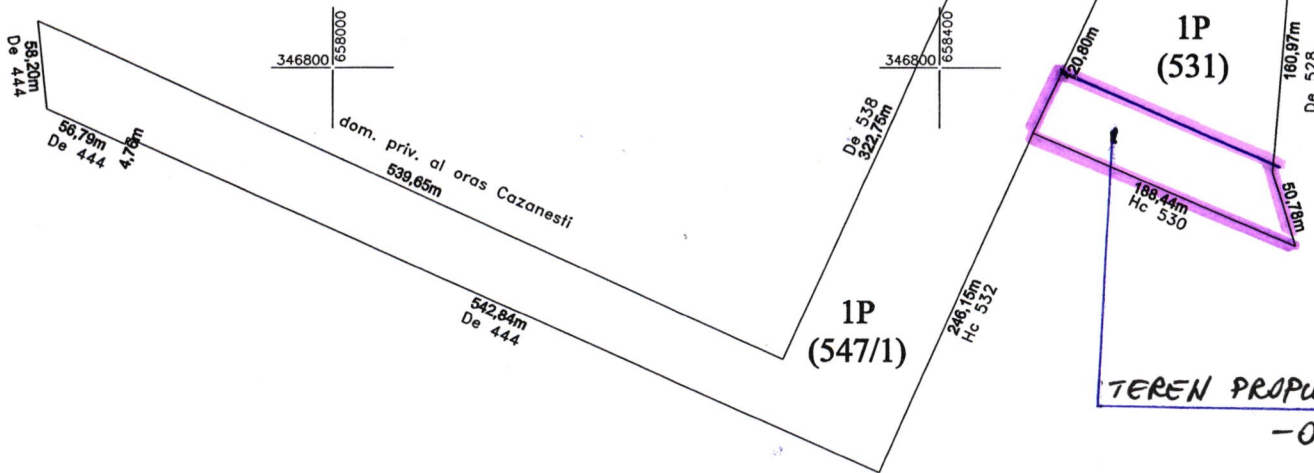 346800
658000
346800
658400
58,20m
De 444
56,79m
De 444
4,76m
dom. priv. al oras Cazanesti
539,65m
542,84m
De 444
De 538
322,75m
1P
(547/1)
246,15m
Hc 532
120,80m
1P
(531)
160,97m
De 528
188,44m
Hc 530
50,78m
TEREN